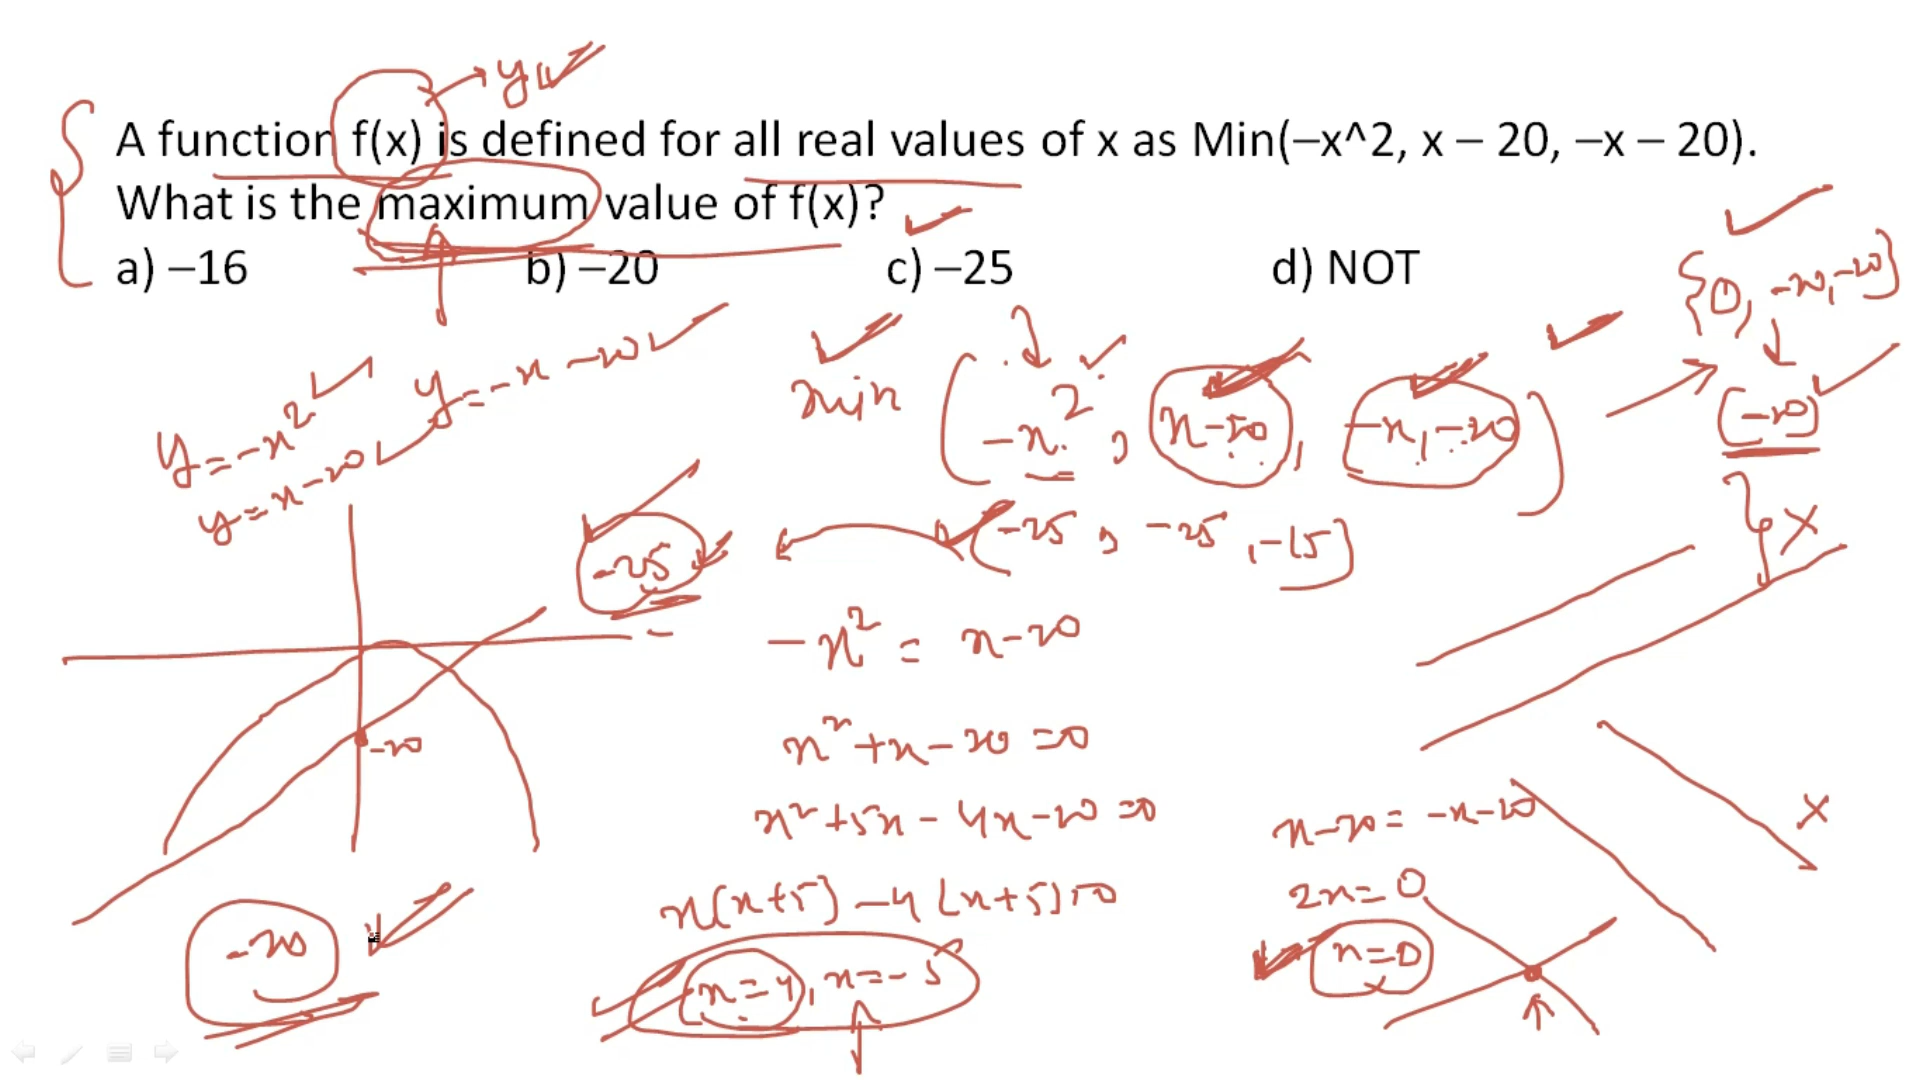 → y
A function f(x) is defined for all real values of x as Min(–x^2, x – 20, –x – 20).
What is the maximum value of f(x)?
a) –16 b) –20 c) –25 d) NOT
{0, -20, -20}
(-20)
y = -x²
y = -x - 20
y = x - 20
min (-x², x-20, -x-20)
-25
(-25, -25, -15)
-x² = x-20
-20
x² + x - 20 = 0
x² + 5x - 4x - 20 = 0
x - 20 = -x - 20
x(x+5) - 4(x+5) = 0
2x = 0
-20
x = 4, x = -5
x = 0